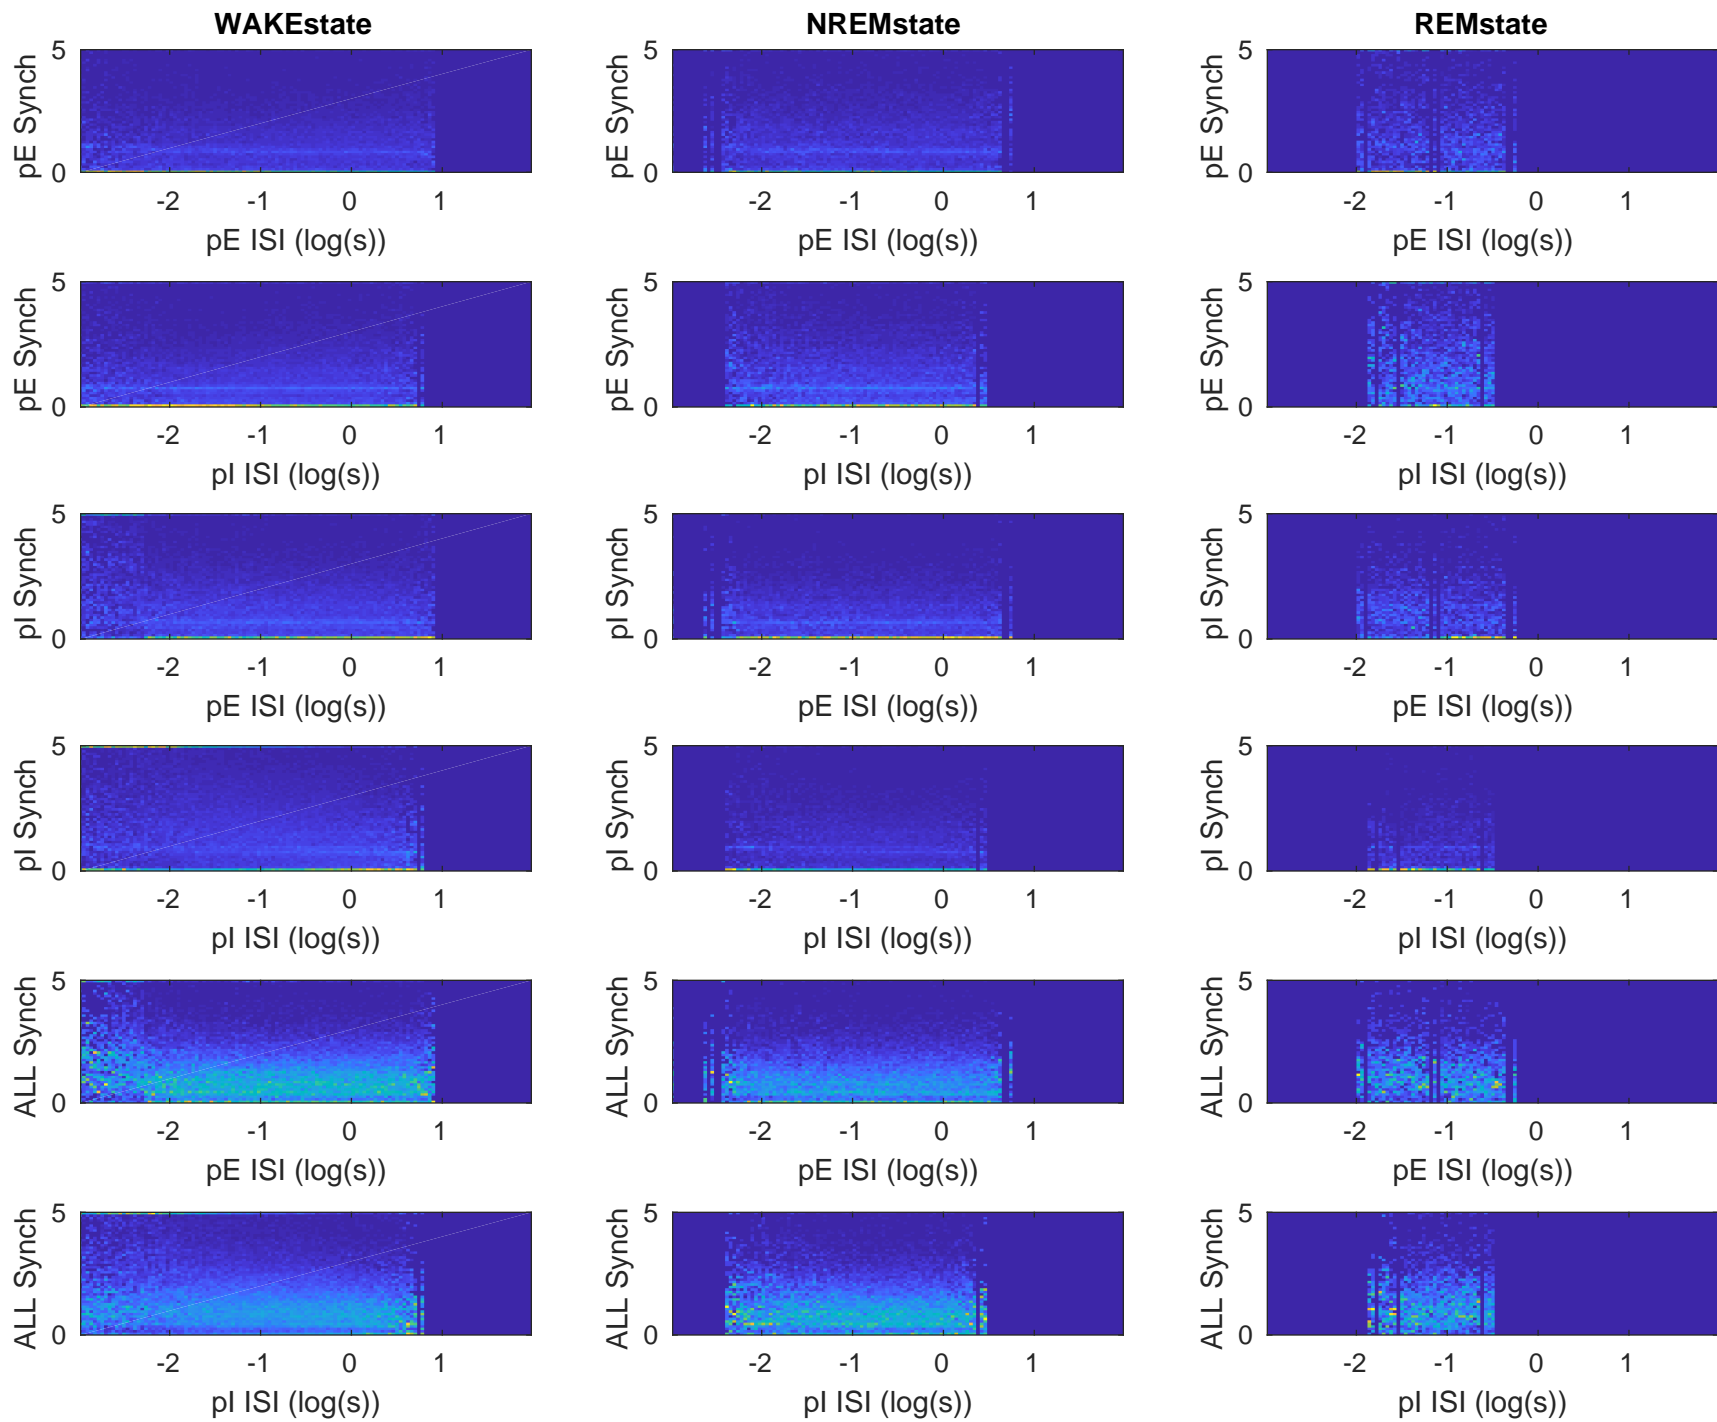 WAKEstate NREMstate REMstate
5 5 5
pE Synch pE Synch pE Synch
0 0 0
-2 -1 0 1 -2 -1 0 1 -2 -1 0 1
pE ISI (log(s)) pE ISI (log(s)) pE ISI (log(s))
5 5 5
pE Synch pE Synch pE Synch
0 0 0
-2 -1 0 1 -2 -1 0 1 -2 -1 0 1
pI ISI (log(s)) pI ISI (log(s)) pI ISI (log(s))
5 5 5
pI Synch pI Synch pI Synch
0 0 0
-2 -1 0 1 -2 -1 0 1 -2 -1 0 1
pE ISI (log(s)) pE ISI (log(s)) pE ISI (log(s))
5 5 5
pI Synch pI Synch pI Synch
0 0 0
-2 -1 0 1 -2 -1 0 1 -2 -1 0 1
pI ISI (log(s)) pI ISI (log(s)) pI ISI (log(s))
5 5 5
ALL Synch ALL Synch ALL Synch
0 0 0
-2 -1 0 1 -2 -1 0 1 -2 -1 0 1
pE ISI (log(s)) pE ISI (log(s)) pE ISI (log(s))
5 5 5
ALL Synch ALL Synch ALL Synch
0 0 0
-2 -1 0 1 -2 -1 0 1 -2 -1 0 1
pI ISI (log(s)) pI ISI (log(s)) pI ISI (log(s))